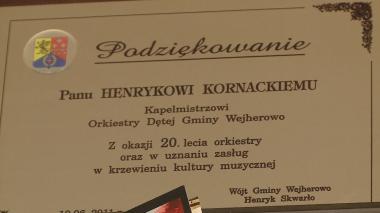 Podziękowanie
Panu HENRYKOWI KORNACKIEMU
Kapelmistrzowi
Orkiestry Dętej Gminy Wejherowo
Z okazji 20. lecia orkiestry
oraz w uznaniu zasług
w krzewieniu kultury muzycznej
Wójt Gminy Wejherowo
Henryk Skwarło